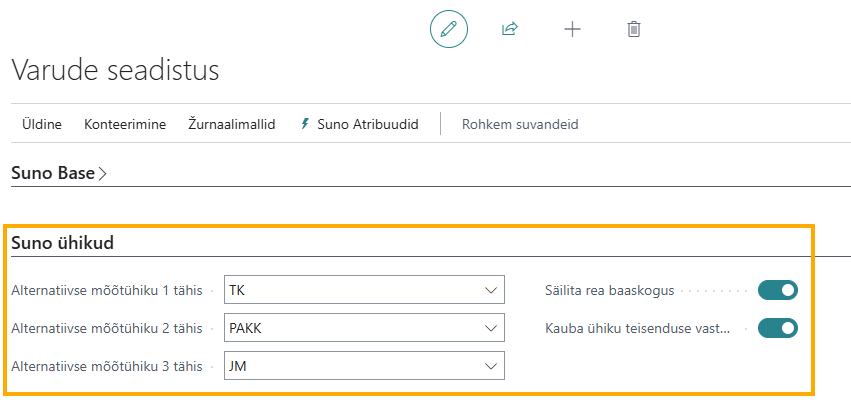 Varude seadistus
Üldine Konteerimine Žurnaalimallid Suno Atribuudid Rohkem suvandeid
Suno Base
Suno ühikud
Alternatiivse mõõtühiku 1 tähis TK Säilita rea baaskogus
Alternatiivse mõõtühiku 2 tähis PAKK Kauba ühiku teisenduse vast...
Alternatiivse mõõtühiku 3 tähis JM